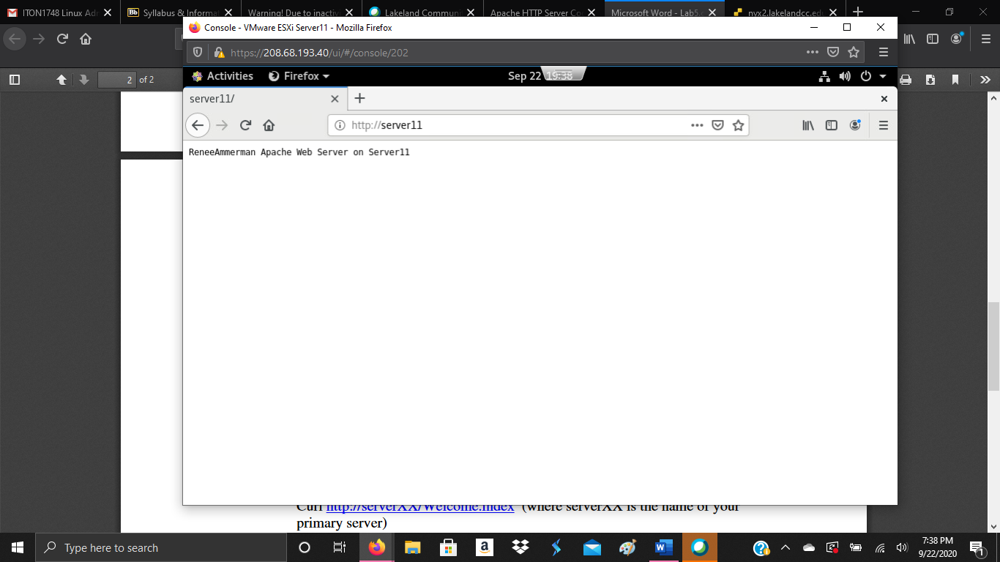 ITON1748 Linux Adr
Syllabus & Informat
Warning! Due to inactiv
Lakeland Communi
Apache HTTP Server Co
Microsoft Word - Lab5.c
nyx2.lakelandcc.edu
Console - VMware ESXi Server11 - Mozilla Firefox
https://208.68.193.40/ui/#/console/202
2 of 2
Activities Firefox Sep 22 19:38
server11/
http://server11
ReneeAmmerman Apache Web Server on Server11
Curl http://serverXX/Welcome.index (where serverXX is the name of your
primary server)
Type here to search
7:38 PM
9/22/2020